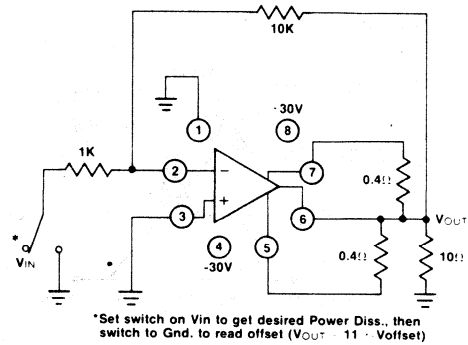 10K
-30V
1
8
1K
2
−
7
0.4Ω
3
+
6
VOUT
4
-30V
5
0.4Ω
10Ω
*
VIN
*Set switch on Vin to get desired Power Diss., then
switch to Gnd. to read offset (VOUT 11 · Voffset)